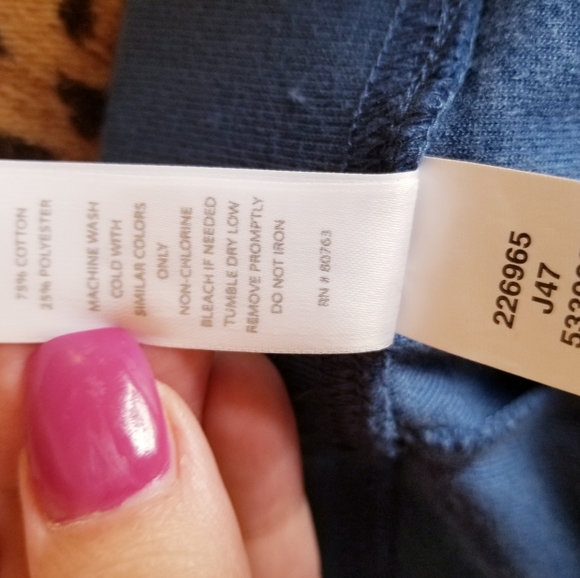 75% COTTON
25% POLYESTER
MACHINE WASH
COLD WITH
SIMILAR COLORS
ONLY
NON-CHLORINE
BLEACH IF NEEDED
TUMBLE DRY LOW
REMOVE PROMPTLY
DO NOT IRON
RN # 80763
226965
J47